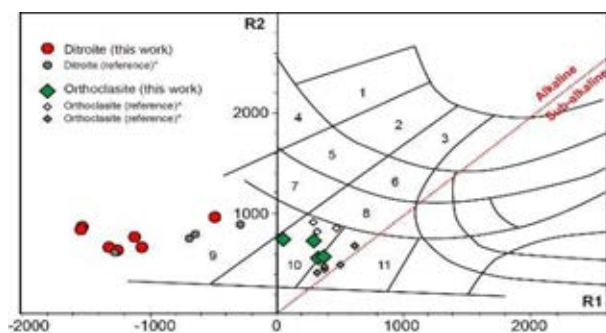 R2
Ditroite (this work)
Ditroite (reference)*
Orthoclasite (this work)
Orthoclasite (reference)*
Orthoclasite (reference)*
Alkaline
Sub-alkaline
2000
1000
1
2
3
4
5
6
7
8
9
10
11
R1
-2000
-1000
0
1000
2000